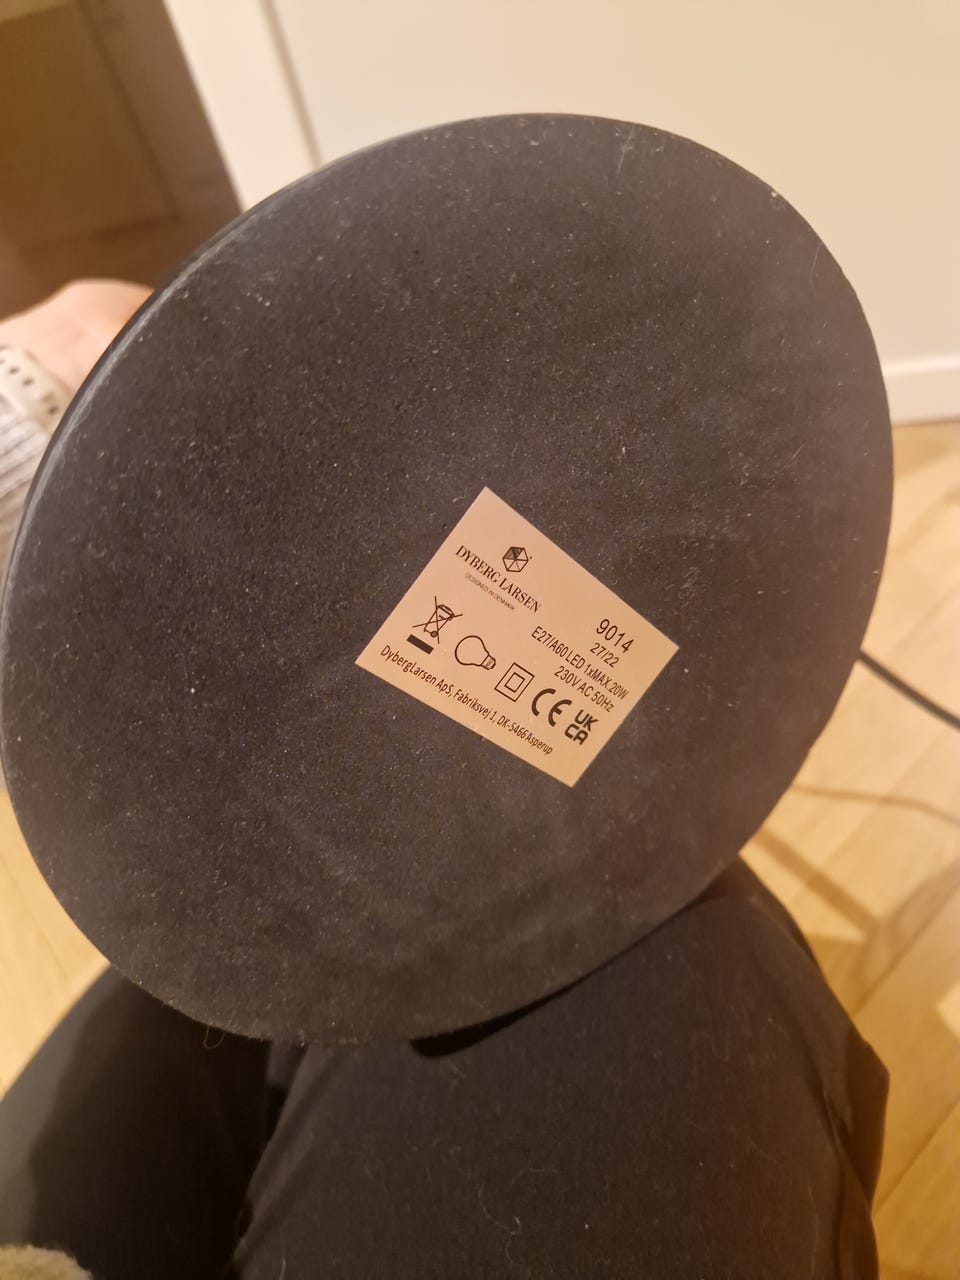 DYBERG LARSEN
DESIGNED IN DENMARK
9014
27/22
E27/A60 LED 1xMAX.20W
230V AC 50Hz
CE UK CA
DybergLarsen ApS, Fabriksvej 1, DK-5466 Asperup